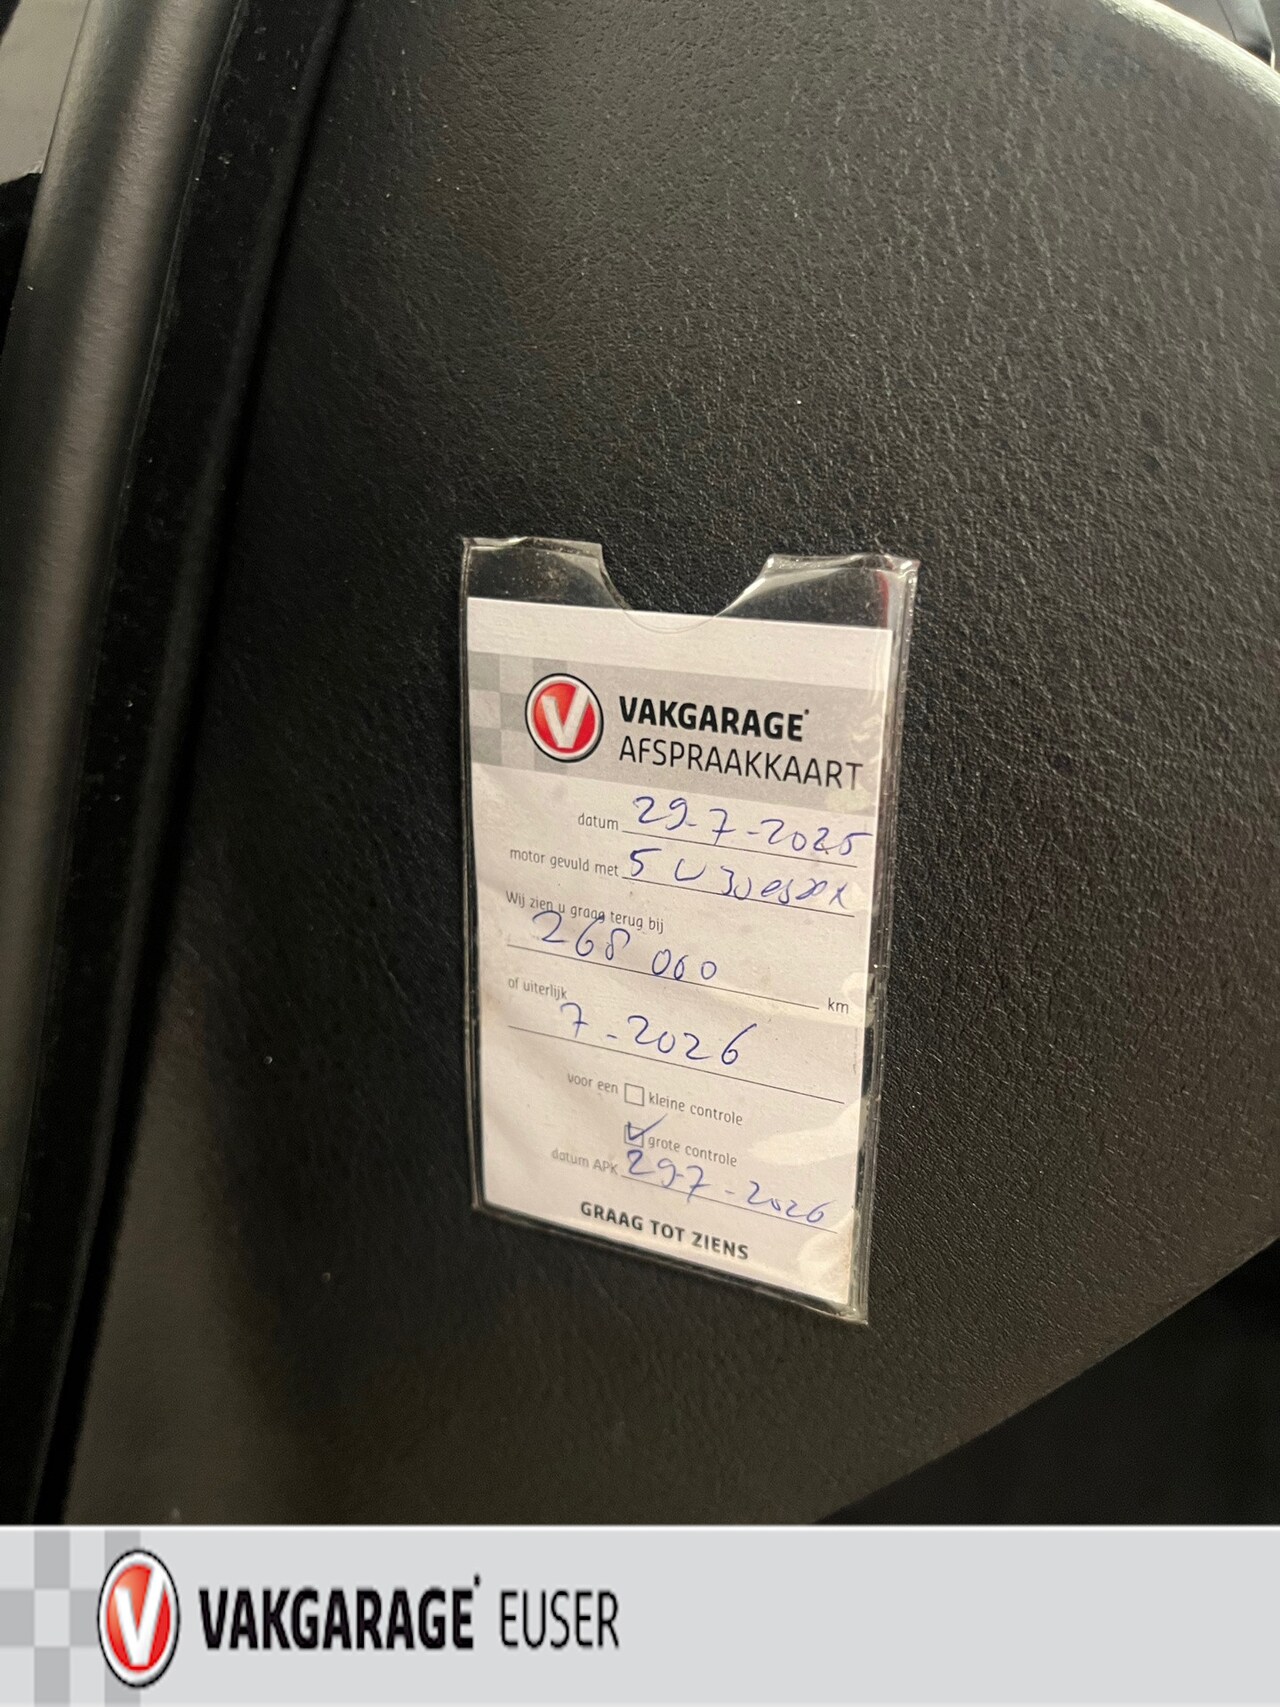 VAKGARAGE
AFSPRAAKKAART
datum 29-7-2025
motor gevuld met 5 W 30
Wij zien u graag terug bij
268 000 km
of uiterlijk
7-2026
voor een kleine controle
grote controle
datum APK 29-7-2026
GRAAG TOT ZIENS
VAKGARAGE EUSER